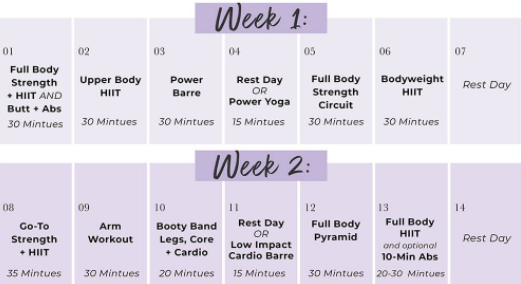 Week 1:
01
Full Body
Strength
+ HIIT AND
Butt + Abs
30 Mintues
02
Upper Body
HIIT
30 Mintues
03
Power
Barre
30 Mintues
04
Rest Day
OR
Power Yoga
15 Mintues
05
Full Body
Strength
Circuit
30 Mintues
06
Bodyweight
HIIT
30 Mintues
07
Rest Day
Week 2:
08
Go-To
Strength
+ HIIT
35 Mintues
09
Arm
Workout
30 Mintues
10
Booty Band
Legs, Core
+ Cardio
20 Mintues
11
Rest Day
OR
Low Impact
Cardio Barre
15 Mintues
12
Full Body
Pyramid
30 Mintues
13
Full Body
HIIT
and optional
10-Min Abs
20-30 Mintues
14
Rest Day